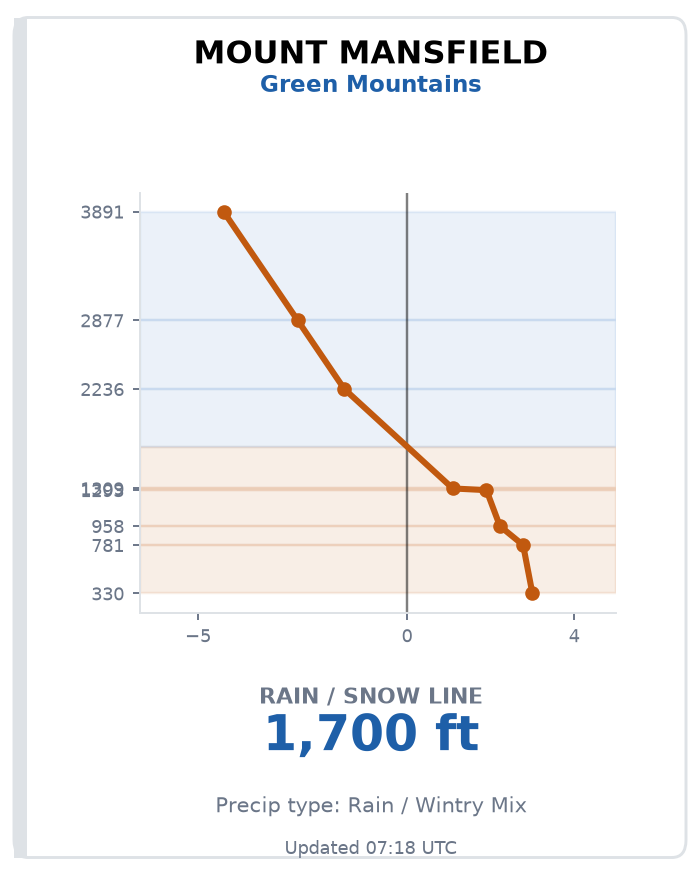 MOUNT MANSFIELD
Green Mountains
3891
2877
2236
958
781
330
−5 0 4
RAIN / SNOW LINE
1,700 ft
Precip type: Rain / Wintry Mix
Updated 07:18 UTC